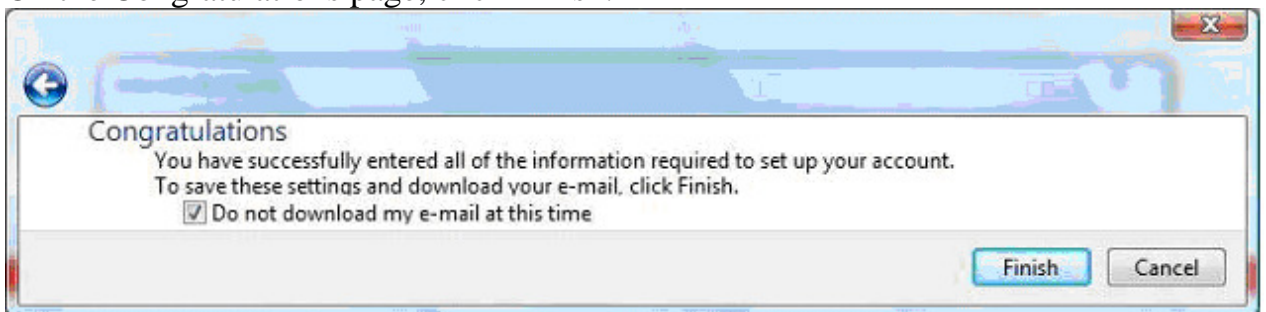 Congratulations
You have successfully entered all of the information required to set up your account.
To save these settings and download your e-mail, click Finish.
Do not download my e-mail at this time
Finish Cancel